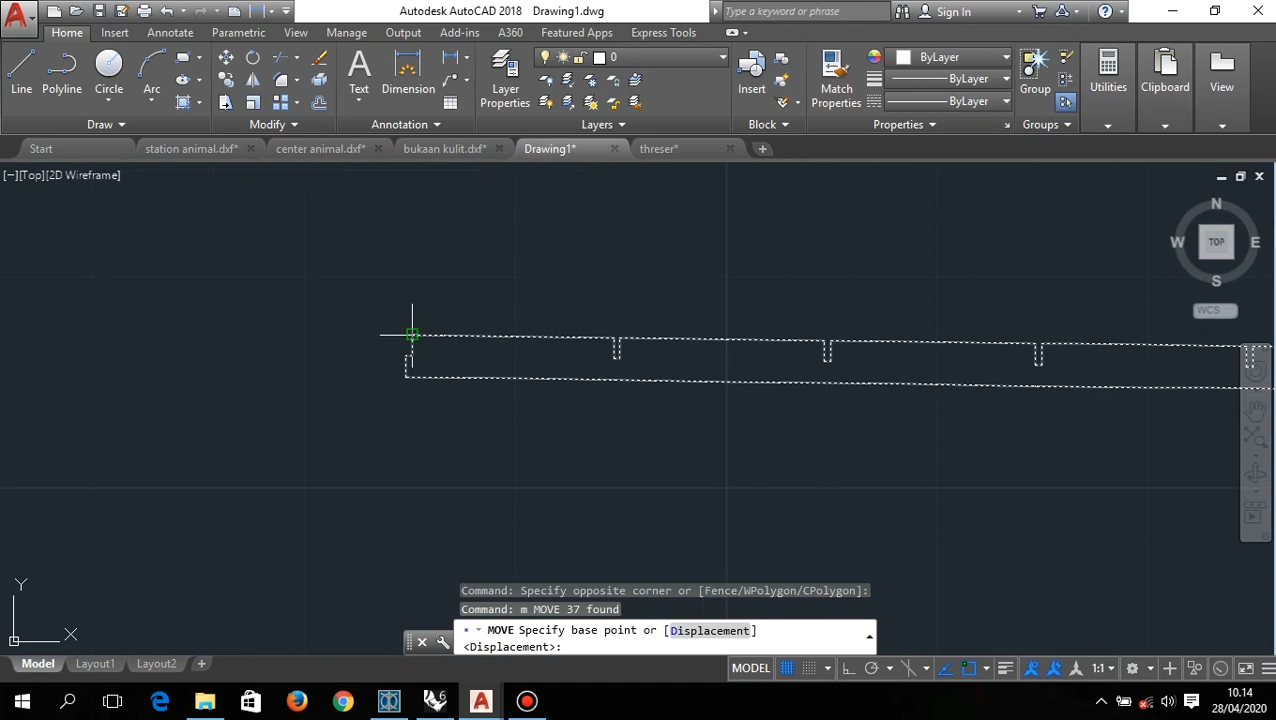 Autodesk AutoCAD 2018 Drawing1.dwg
Type a keyword or phrase
Sign In
Home Insert Annotate Parametric View Manage Output Add-ins A360 Featured Apps Express Tools
Line Polyline Circle Arc
Text Dimension
Layer Properties
0
Insert
Match Properties
ByLayer
ByLayer
ByLayer
Group
Utilities Clipboard View
Draw Modify Annotation Layers Block Properties Groups
Start station animal.dxf* center animal.dxf* bukaan kulit.dxf* Drawing1* threser*
[−][Top][2D Wireframe]
N
W TOP E
S
WCS
Y
X
Command: Specify opposite corner or [Fence/WPolygon/CPolygon]:
Command: m MOVE 37 found
MOVE Specify base point or [Displacement]
<Displacement>:
Model Layout1 Layout2
MODEL 1:1
10.14
28/04/2020